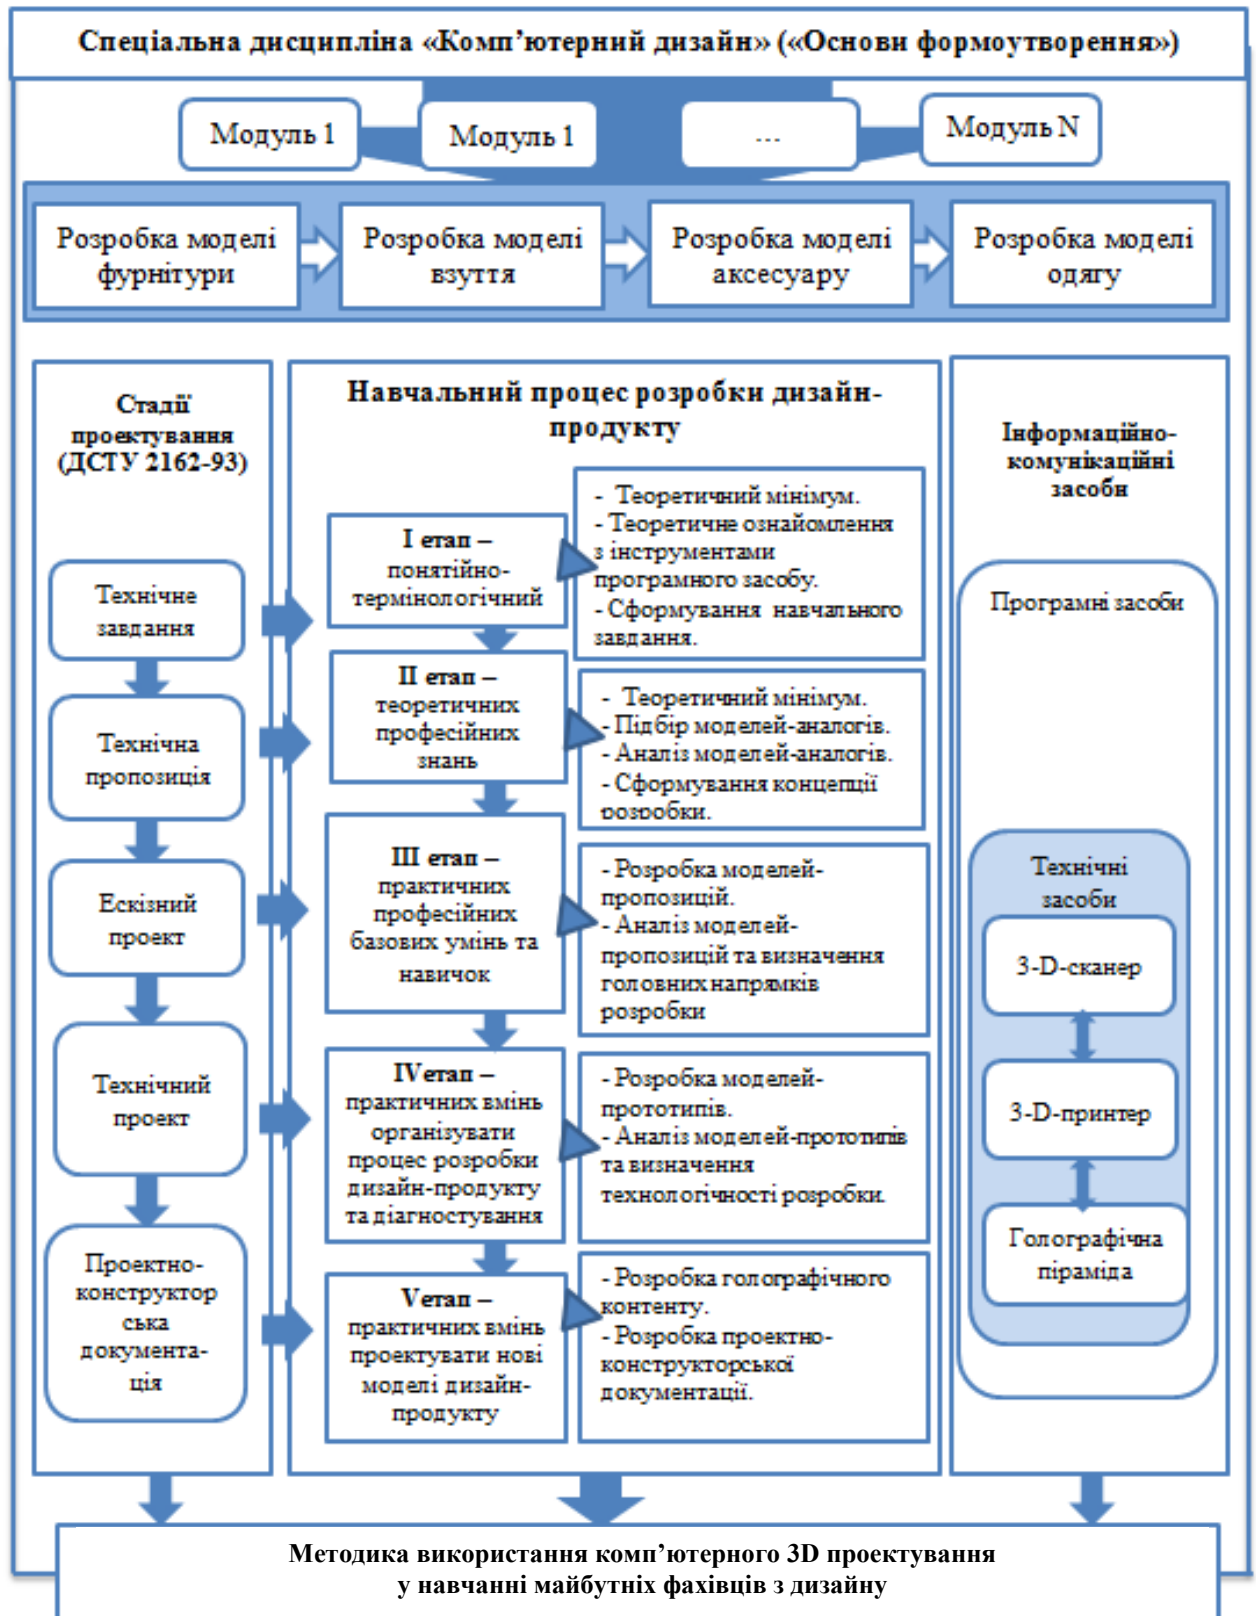 Спеціальна дисципліна «Комп’ютерний дизайн» («Основи формоутворення»)
Модуль 1
Модуль 1
...
Модуль N
Розробка моделі
фурнітури
Розробка моделі
взуття
Розробка моделі
аксесуару
Розробка моделі
одягу
Стадії
проектування
(ДСТУ 2162-93)
Технічне
завдання
Технічна
пропозиція
Ескізний
проект
Технічний
проект
Проектно-
конструктор
ська
документа-
ція
Навчальний процес розробки дизайн-
продукту
І етап –
понятійно-
термінологічний
- Теоретичний мінімум.
- Теоретичне ознайомлення
з інструментами
програмного засобу.
- Сформування навчального
завдання.
ІІ етап –
теоретичних
професійних
знань
- Теоретичний мінімум.
- Підбір моделей-аналогів.
- Аналіз моделей-аналогів.
- Сформування концепції
розробки.
ІІІ етап –
практичних
професійних
базових умінь та
навичок
- Розробка моделей-
пропозицій.
- Аналіз моделей-
пропозицій та визначення
головних напрямків
розробки
IVетап –
практичних вмінь
організувати
процес розробки
дизайн-продукту
та діагностування
- Розробка моделей-
прототипів.
- Аналіз моделей-прототипів
та визначення
технологічності розробки.
Vетап –
практичних вмінь
проектувати нові
моделі дизайн-
продукту
- Розробка голографічного
контенту.
- Розробка проектно-
конструкторської
документації.
Інформаційно-
комунікаційні
засоби
Програмні засоби
Технічні
засоби
3-D-сканер
3-D-принтер
Голографічна
піраміда
Методика використання комп’ютерного 3D проектування
у навчанні майбутніх фахівців з дизайну